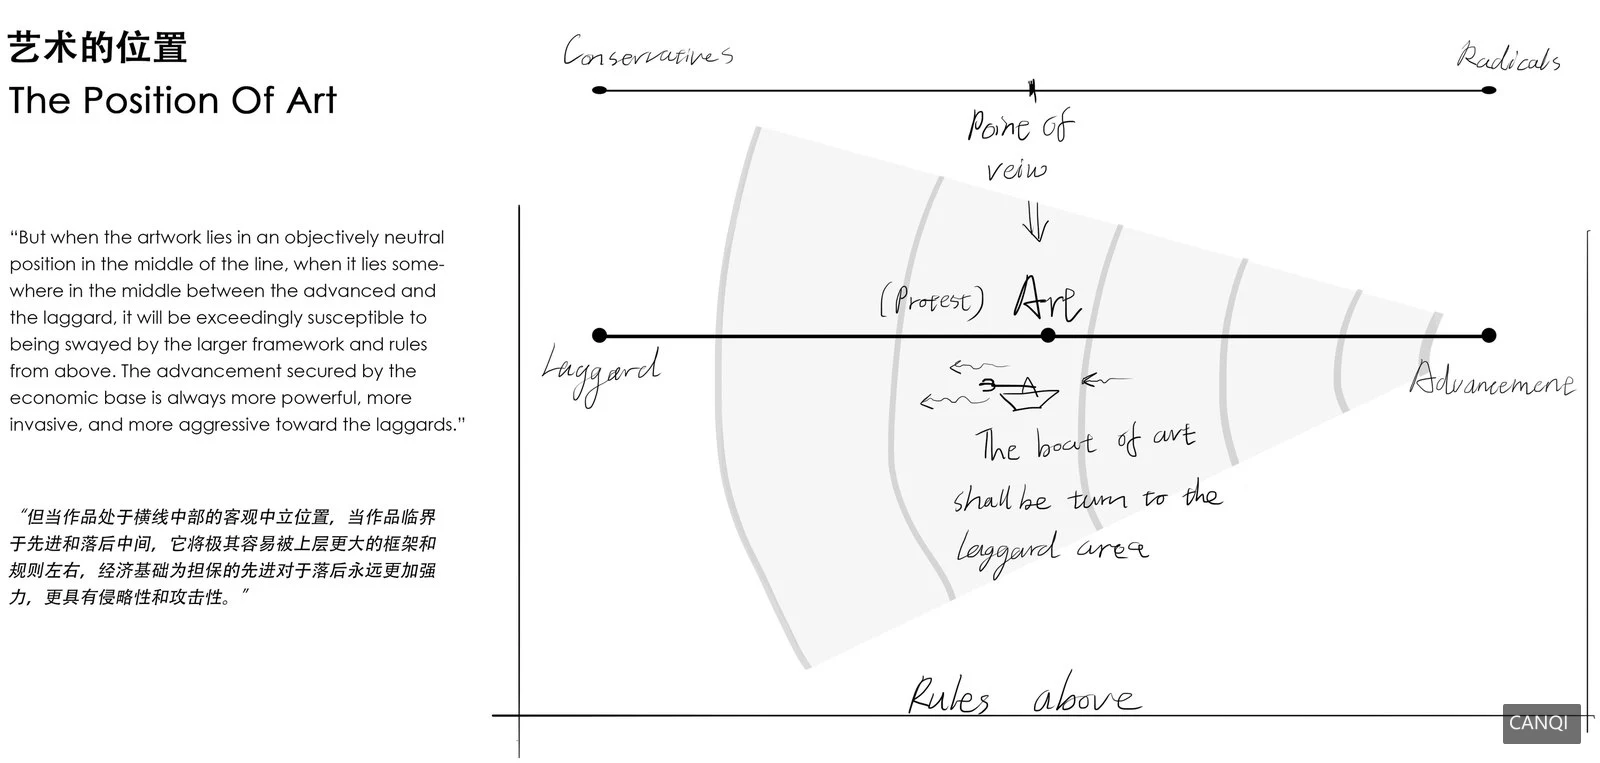 艺术的位置
The Position Of Art
“But when the artwork lies in an objectively neutral
position in the middle of the line, when it lies some-
where in the middle between the advanced and
the laggard, it will be exceedingly susceptible to
being swayed by the larger framework and rules
from above. The advancement secured by the
economic base is always more powerful, more
invasive, and more aggressive toward the laggards.”
“但当作品处于横线中部的客观中立位置，当作品临界
于先进和落后中间，它将极其容易被上层更大的框架和
规则左右，经济基础为担保的先进对于落后永远更加强
力，更具有侵略性和攻击性。”
Conservatives
Radicals
Point of
veiw
(Protest) Art
Laggard
Advancement
The boat of art
shall be turn to the
laggard area
Rules above
CANQI